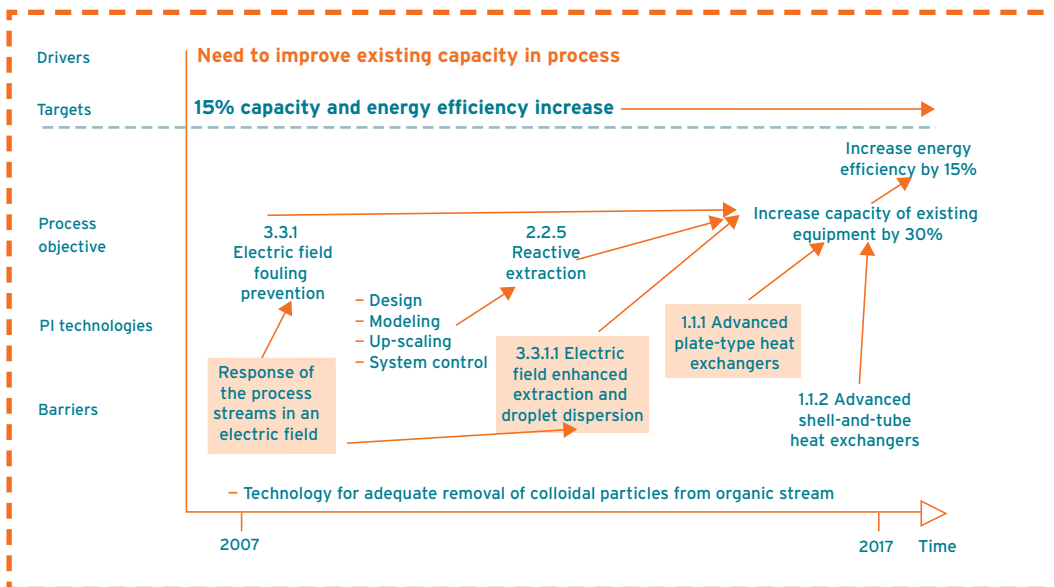 Drivers
Need to improve existing capacity in process
Targets
15% capacity and energy efficiency increase
Increase energy
efficiency by 15%
Process
objective
Increase capacity of existing
equipment by 30%
3.3.1
Electric field
fouling
prevention
2.2.5
Reactive
extraction
PI technologies
– Design
– Modeling
– Up-scaling
– System control
1.1.1 Advanced
plate-type heat
exchangers
3.3.1.1 Electric
field enhanced
extraction and
droplet dispersion
Barriers
Response of
the process
streams in an
electric field
1.1.2 Advanced
shell-and-tube
heat exchangers
– Technology for adequate removal of colloidal particles from organic stream
2007
2017
Time